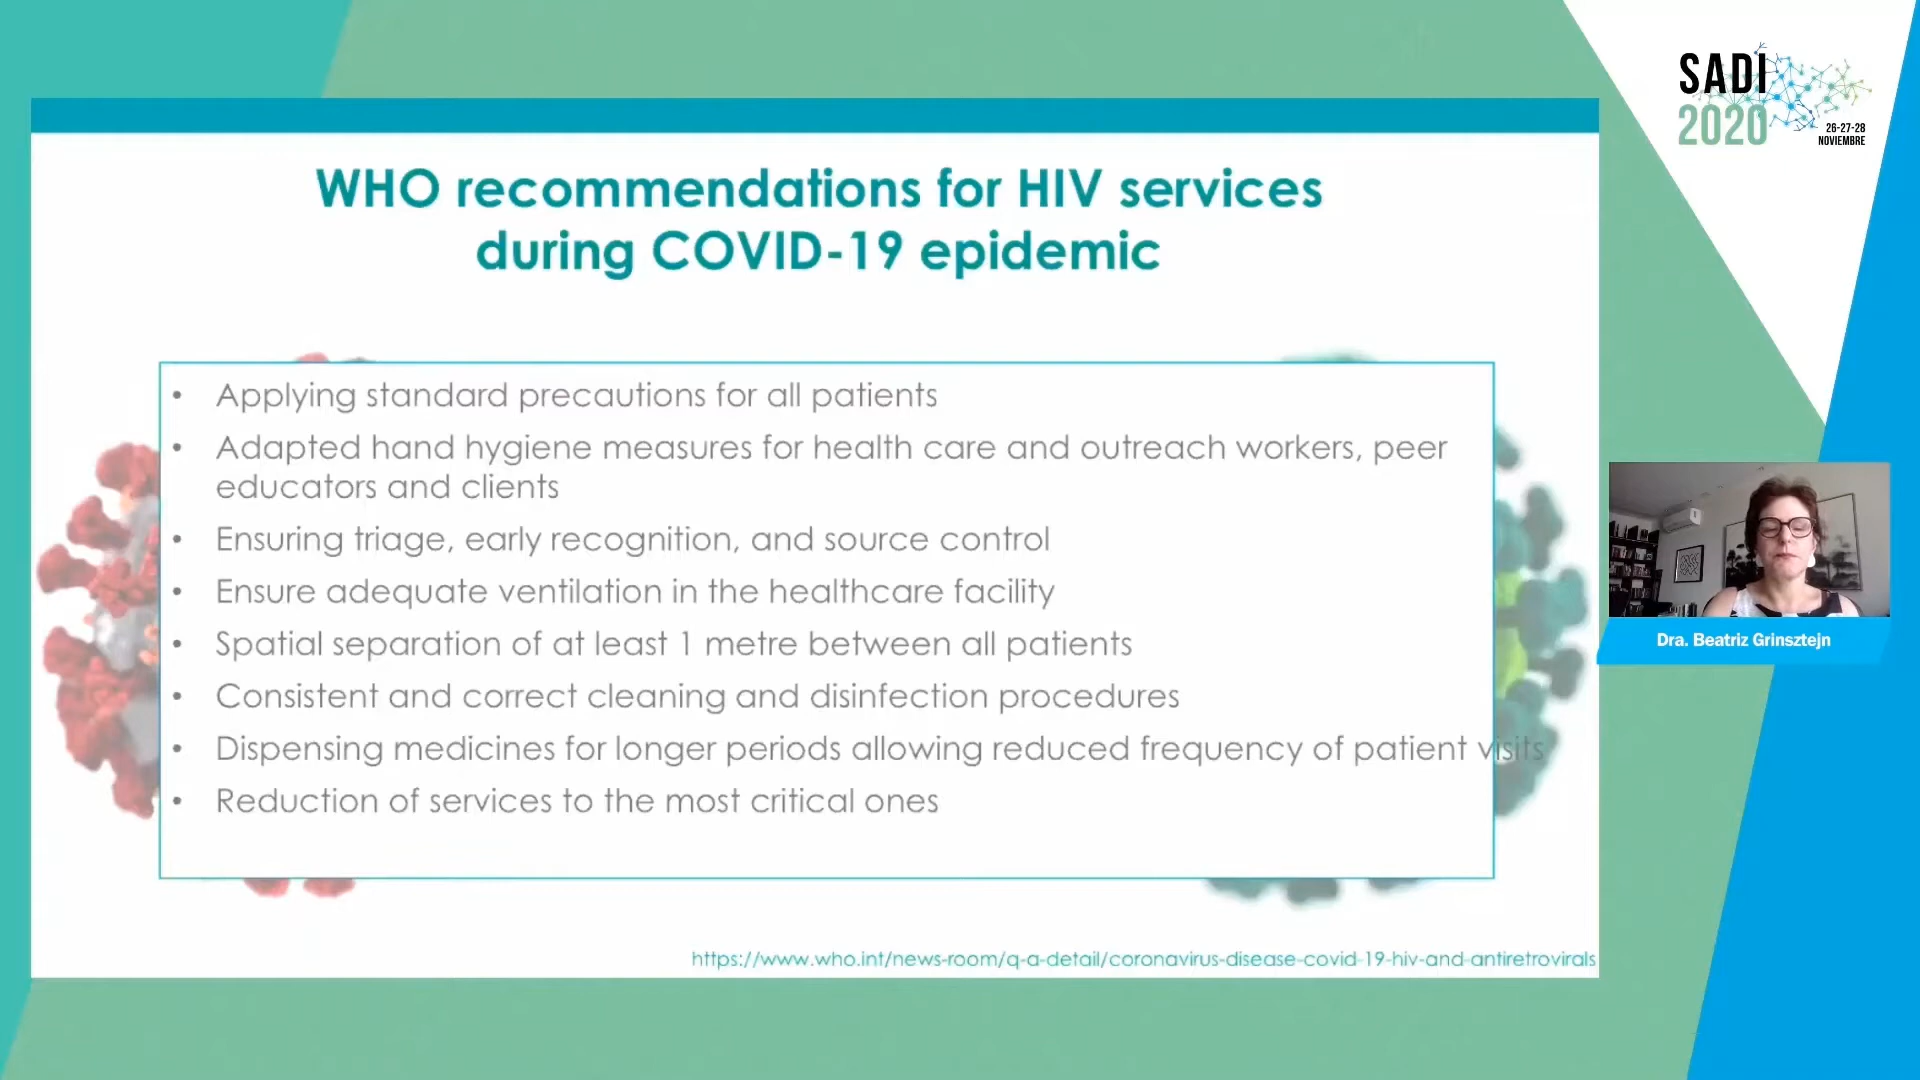 SADI
2020
26-27-28
NOVIEMBRE
WHO recommendations for HIV services
during COVID-19 epidemic
• Applying standard precautions for all patients
• Adapted hand hygiene measures for health care and outreach workers, peer
educators and clients
• Ensuring triage, early recognition, and source control
• Ensure adequate ventilation in the healthcare facility
• Spatial separation of at least 1 metre between all patients
• Consistent and correct cleaning and disinfection procedures
• Dispensing medicines for longer periods allowing reduced frequency of patient visits
• Reduction of services to the most critical ones
https://www.who.int/news-room/q-a-detail/coronavirus-disease-covid-19-hiv-and-antiretrovirals
Dra. Beatriz Grinsztejn